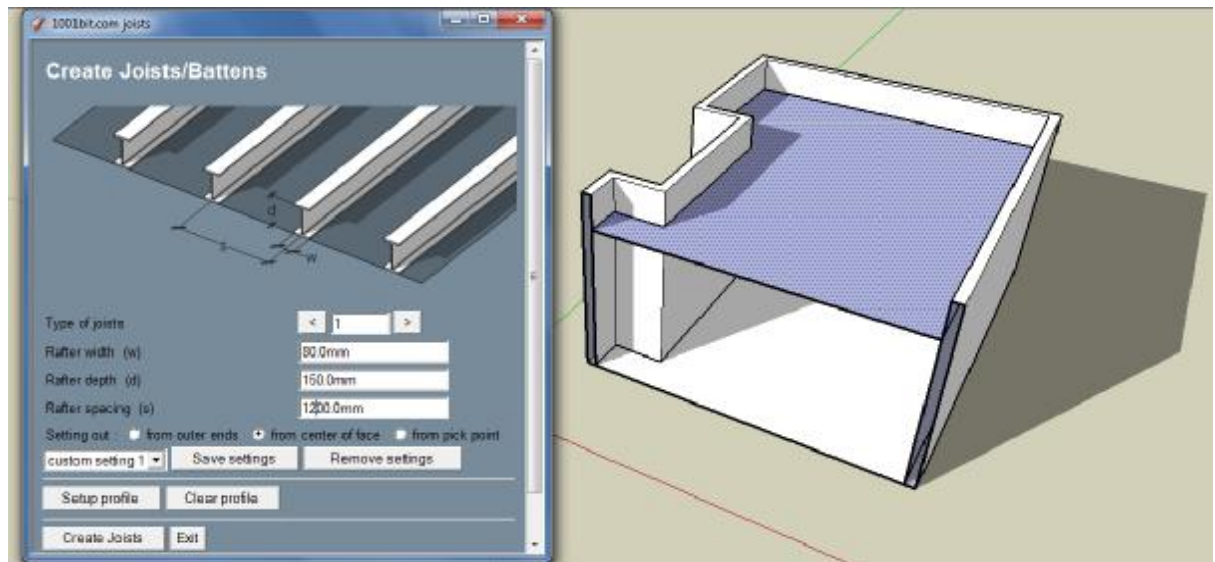 1001bit.com joists
Create Joists/Battens
d
s
w
Type of joists < 1 >
Rafter width (w) 80.0mm
Rafter depth (d) 150.0mm
Rafter spacing (s) 1200.0mm
Setting out : from outer ends from center of face from pick point
custom setting 1 Save settings Remove settings
Setup profile Clear profile
Create Joists Exit